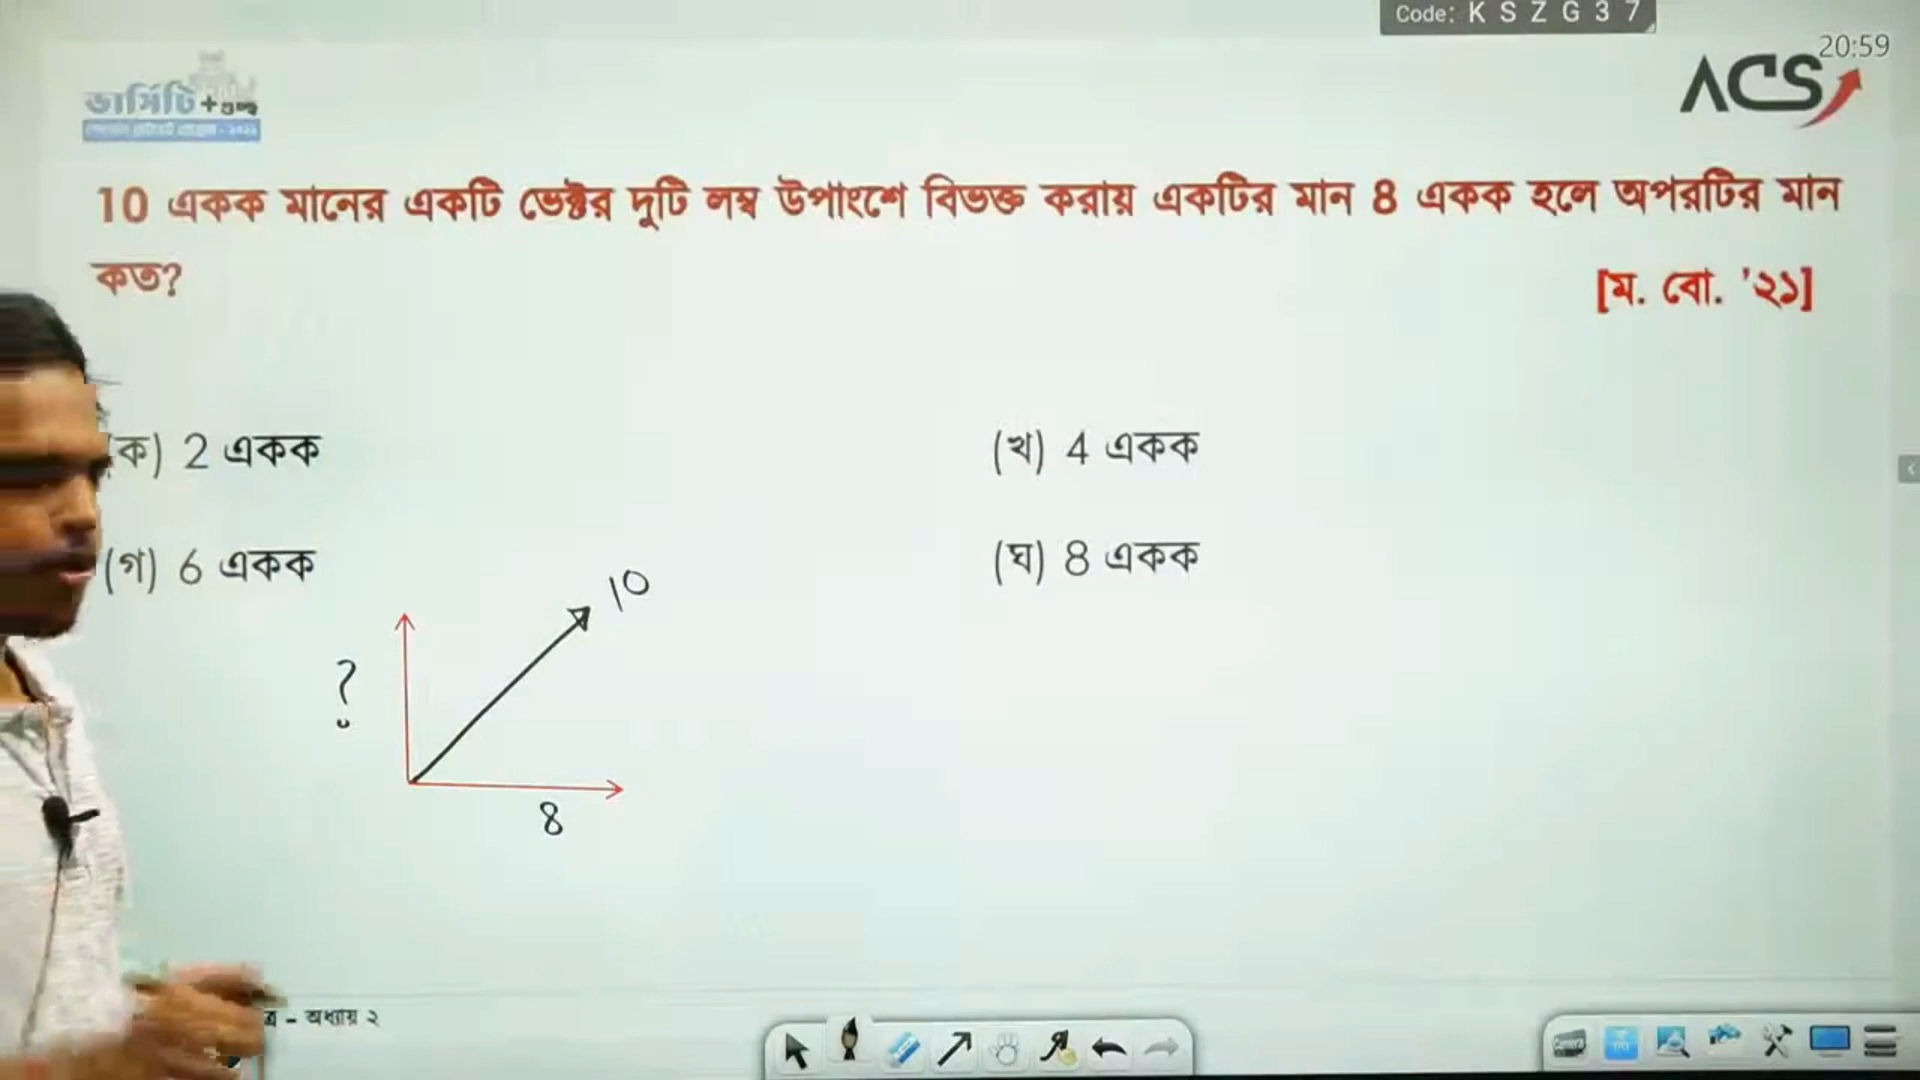 Code: K S Z G 3 7
20:59
ভার্সিটি+
ACS
10 একক মানের একটি ভেক্টর দুটি লম্ব উপাংশে বিভক্ত করায় একটির মান 8 একক হলে অপরটির মান
কত?
[ম. বো. '২১]
(ক) 2 একক
(খ) 4 একক
(গ) 6 একক
(ঘ) 8 একক
10
?
8
– অধ্যায় ২